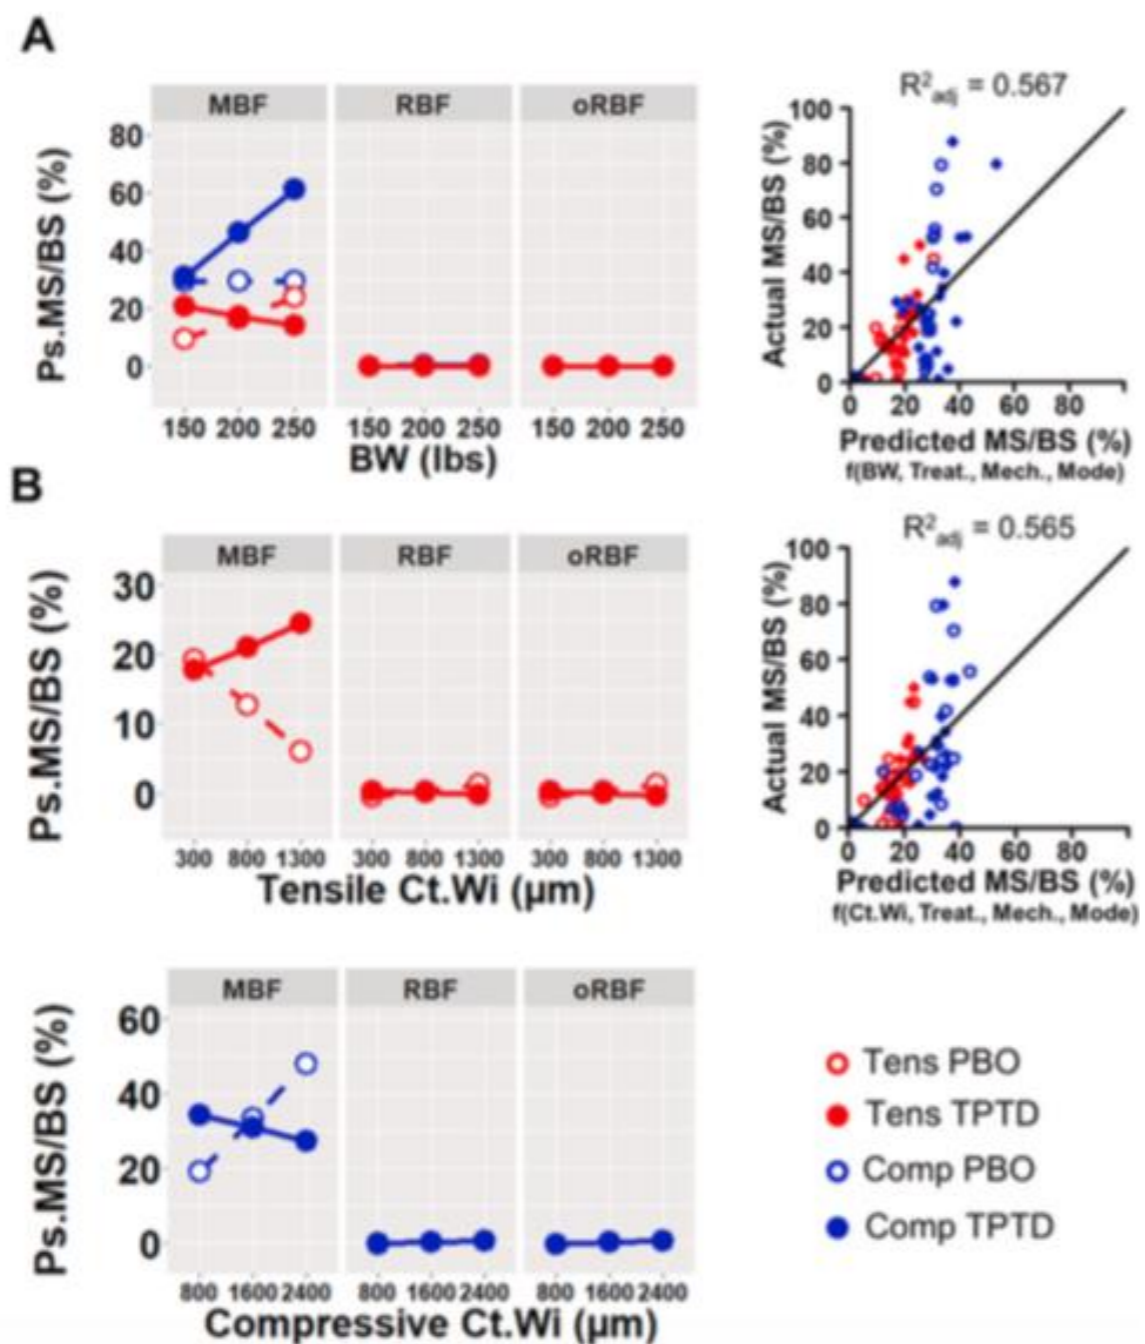 A
MBF RBF oRBF
Ps.MS/BS (%)
80
60
40
20
0
150 200 250 150 200 250 150 200 250
BW (lbs)
R²adj = 0.567
Actual MS/BS (%)
100
80
60
40
20
0
0 20 40 60 80
Predicted MS/BS (%)
f(BW, Treat., Mech., Mode)
B
MBF RBF oRBF
Ps.MS/BS (%)
30
20
10
0
300 800 1300 300 800 1300 300 800 1300
Tensile Ct.Wi (µm)
R²adj = 0.565
Actual MS/BS (%)
100
80
60
40
20
0
0 20 40 60 80
Predicted MS/BS (%)
f(Ct.Wi, Treat., Mech., Mode)
MBF RBF oRBF
Ps.MS/BS (%)
60
40
20
0
800 1600 2400 800 1600 2400 800 1600 2400
Compressive Ct.Wi (µm)
Tens PBO
Tens TPTD
Comp PBO
Comp TPTD